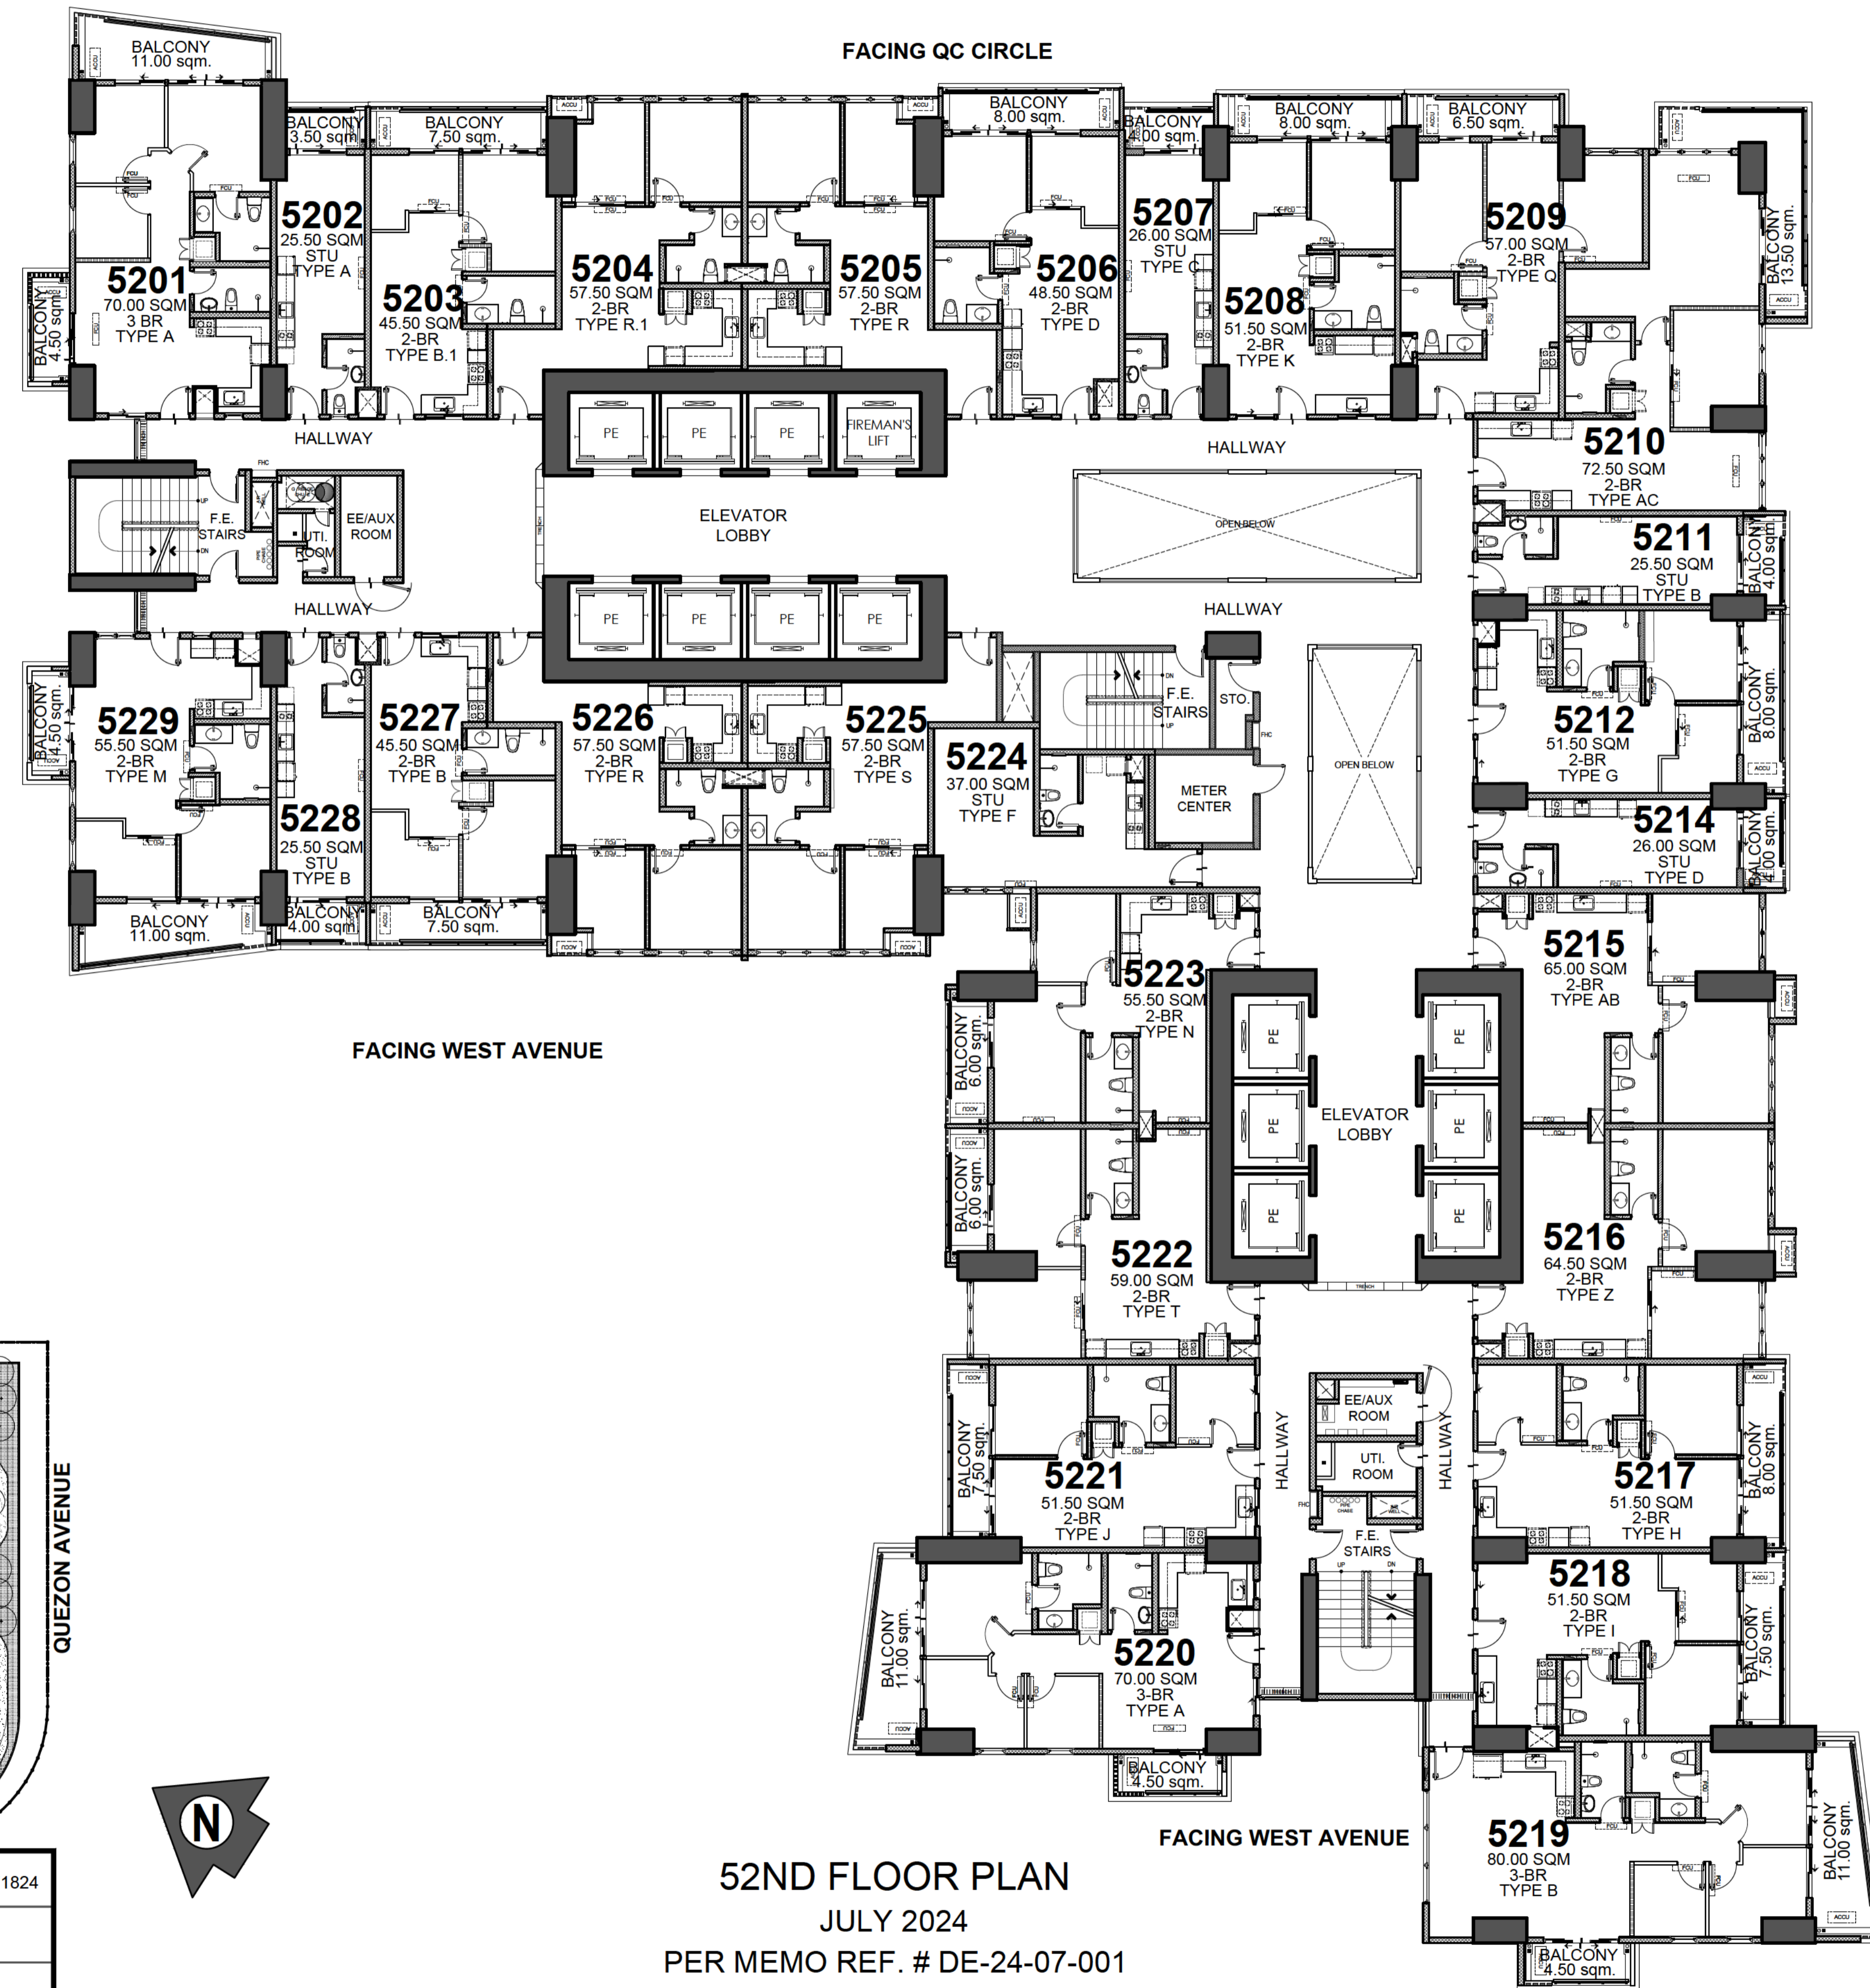 FACING QC CIRCLE
BALCONY
11.00 sqm.
BALCONY
3.50 sqm.
BALCONY
7.50 sqm.
BALCONY
8.00 sqm.
BALCONY
4.00 sqm.
BALCONY
8.00 sqm.
BALCONY
6.50 sqm.
BALCONY
13.50 sqm.
BALCONY
4.50 sqm.
5201
70.00 SQM
3 BR
TYPE A
5202
25.50 SQM
STU
TYPE A
5203
45.50 SQM
2-BR
TYPE B.1
5204
57.50 SQM
2-BR
TYPE R.1
5205
57.50 SQM
2-BR
TYPE R
5206
48.50 SQM
2-BR
TYPE D
5207
26.00 SQM
STU
TYPE C
5208
51.50 SQM
2-BR
TYPE K
5209
57.00 SQM
2-BR
TYPE Q
5210
72.50 SQM
2-BR
TYPE AC
HALLWAY
PE
PE
PE
FIREMAN'S
LIFT
HALLWAY
FHC
UP
F.E.
STAIRS
DN
UTI.
ROOM
EE/AUX
ROOM
ELEVATOR
LOBBY
OPEN BELOW
HALLWAY
HALLWAY
PE
PE
PE
PE
5211
25.50 SQM
STU
TYPE B
BALCONY
4.00 sqm.
5212
51.50 SQM
2-BR
TYPE G
BALCONY
8.00 sqm.
ACCU
5214
26.00 SQM
STU
TYPE D
BALCONY
4.00 sqm.
BALCONY
4.50 sqm.
5229
55.50 SQM
2-BR
TYPE M
5228
25.50 SQM
STU
TYPE B
5227
45.50 SQM
2-BR
TYPE B
5226
57.50 SQM
2-BR
TYPE R
5225
57.50 SQM
2-BR
TYPE S
5224
37.00 SQM
STU
TYPE F
DN
F.E.
STAIRS
UP
STO.
FHC
METER
CENTER
OPEN BELOW
BALCONY
11.00 sqm.
BALCONY
4.00 sqm.
BALCONY
7.50 sqm.
FACING WEST AVENUE
5223
55.50 SQM
2-BR
TYPE N
BALCONY
6.00 sqm.
BALCONY
6.00 sqm.
5222
59.00 SQM
2-BR
TYPE T
PE
PE
PE
ELEVATOR
LOBBY
PE
PE
PE
TRENCH
5215
65.00 SQM
2-BR
TYPE AB
5216
64.50 SQM
2-BR
TYPE Z
BALCONY
7.50 sqm.
5221
51.50 SQM
2-BR
TYPE J
HALLWAY
EE/AUX
ROOM
UTI.
ROOM
HALLWAY
FHC
PIPE
CHASE
F.E.
STAIRS
UP
DN
5217
51.50 SQM
2-BR
TYPE H
BALCONY
8.00 sqm.
ACCU
5218
51.50 SQM
2-BR
TYPE I
BALCONY
7.50 sqm.
ACCU
BALCONY
11.00 sqm.
5220
70.00 SQM
3-BR
TYPE A
BALCONY
4.50 sqm.
5219
80.00 SQM
3-BR
TYPE B
BALCONY
11.00 sqm.
ACCU
BALCONY
4.50 sqm.
FACING WEST AVENUE
QUEZON AVENUE
N
1824
52ND FLOOR PLAN
JULY 2024
PER MEMO REF. # DE-24-07-001